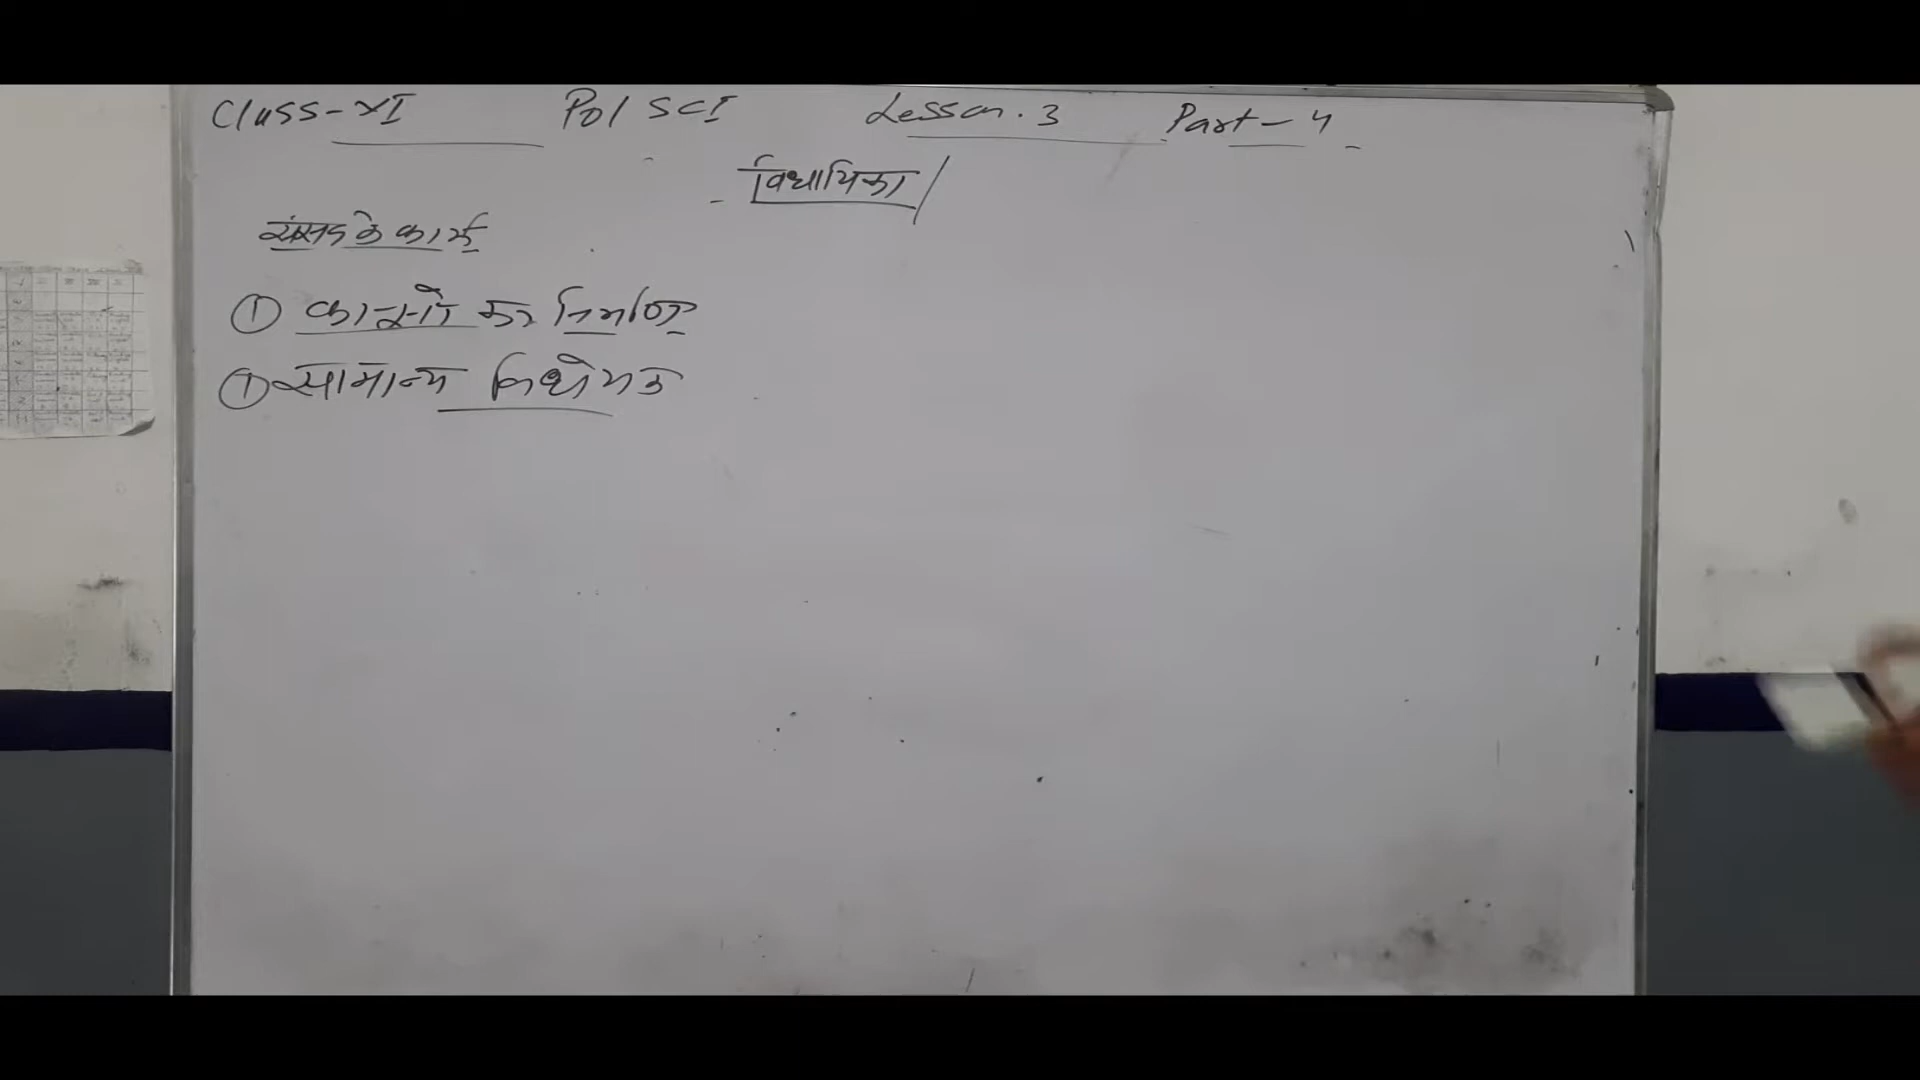 Class-XI Pol SCI Lesson.3 Part-4
विधायिका
संसद के कार्य
① कानूनों का निर्माण
① सामान्य विधेयक